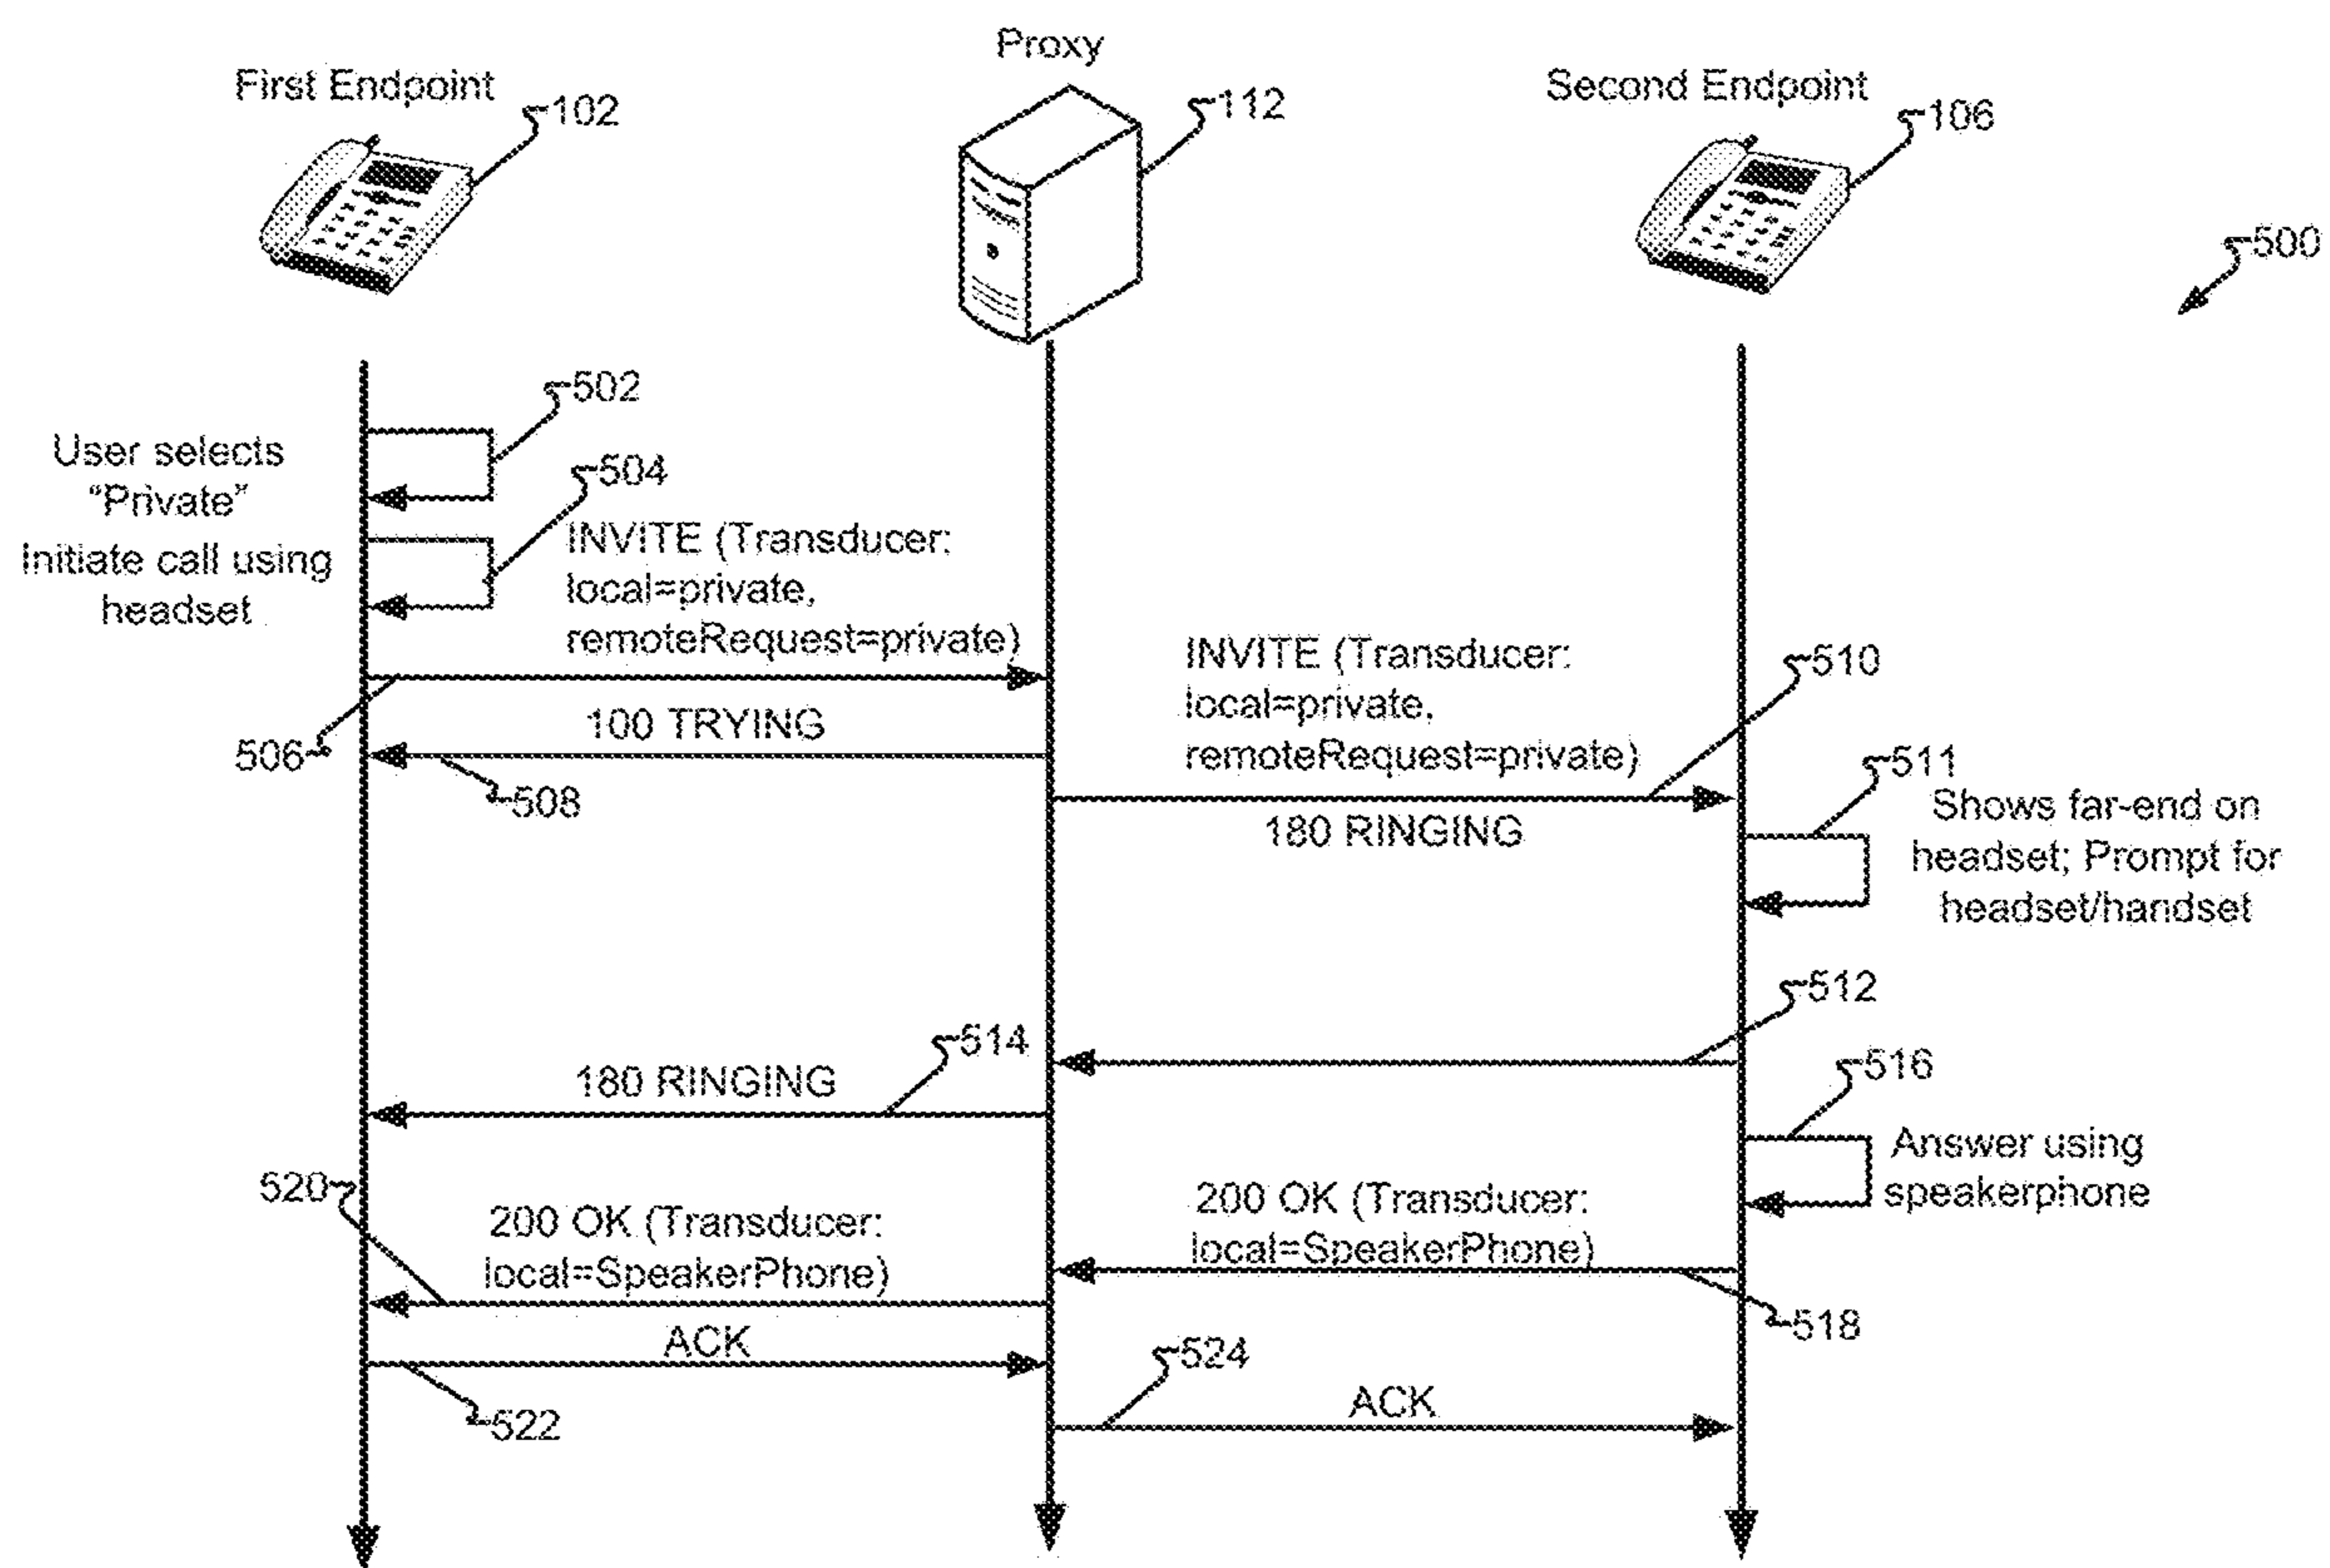 Proxy
First Endpoint
Second Endpoint
102
112
106
500
502
User selects
“Private”
504
Initiate call using
headset
INVITE (Transducer:
local=private,
remoteRequest=private)
INVITE (Transducer:
local=private,
remoteRequest=private)
510
506
100 TRYING
508
511
180 RINGING
Shows far-end on
headset; Prompt for
headset/handset
512
514
180 RINGING
516
Answer using
speakerphone
520
200 OK (Transducer:
local=SpeakerPhone)
200 OK (Transducer:
local=SpeakerPhone)
518
ACK
522
524
ACK